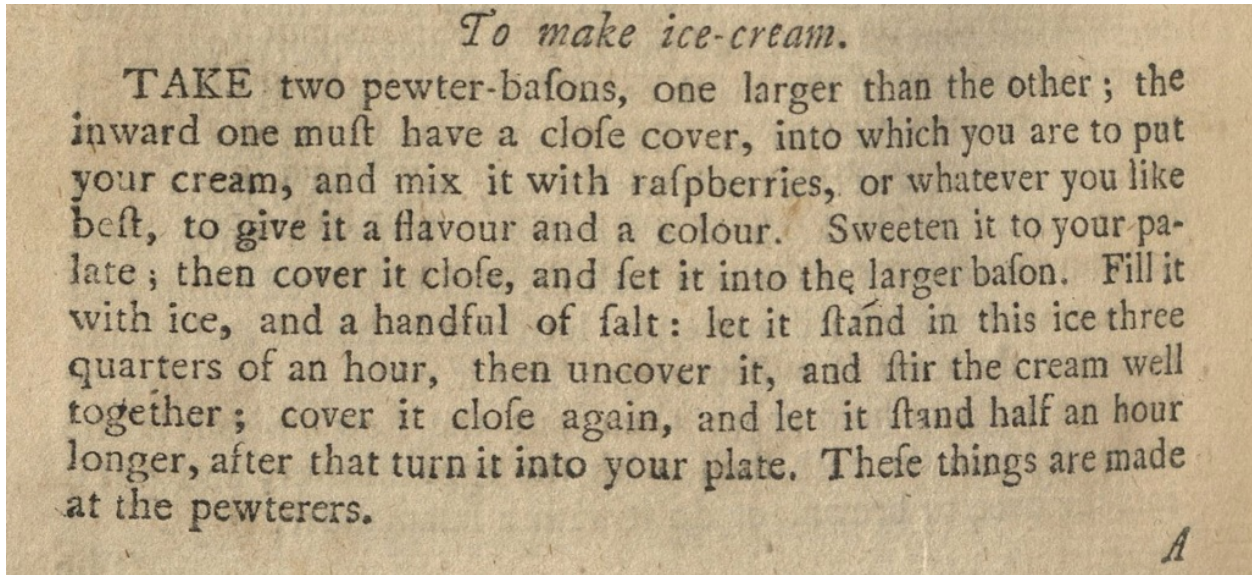 To make ice-cream.
TAKE two pewter-baſons, one larger than the other; the
inward one muſt have a cloſe cover, into which you are to put
your cream, and mix it with raſpberries, or whatever you like
beſt, to give it a flavour and a colour. Sweeten it to your pa-
late; then cover it cloſe, and ſet it into the larger baſon. Fill it
with ice, and a handful of ſalt: let it ſtand in this ice three
quarters of an hour, then uncover it, and ſtir the cream well
together; cover it cloſe again, and let it ſtand half an hour
longer, after that turn it into your plate. Theſe things are made
at the pewterers.
A